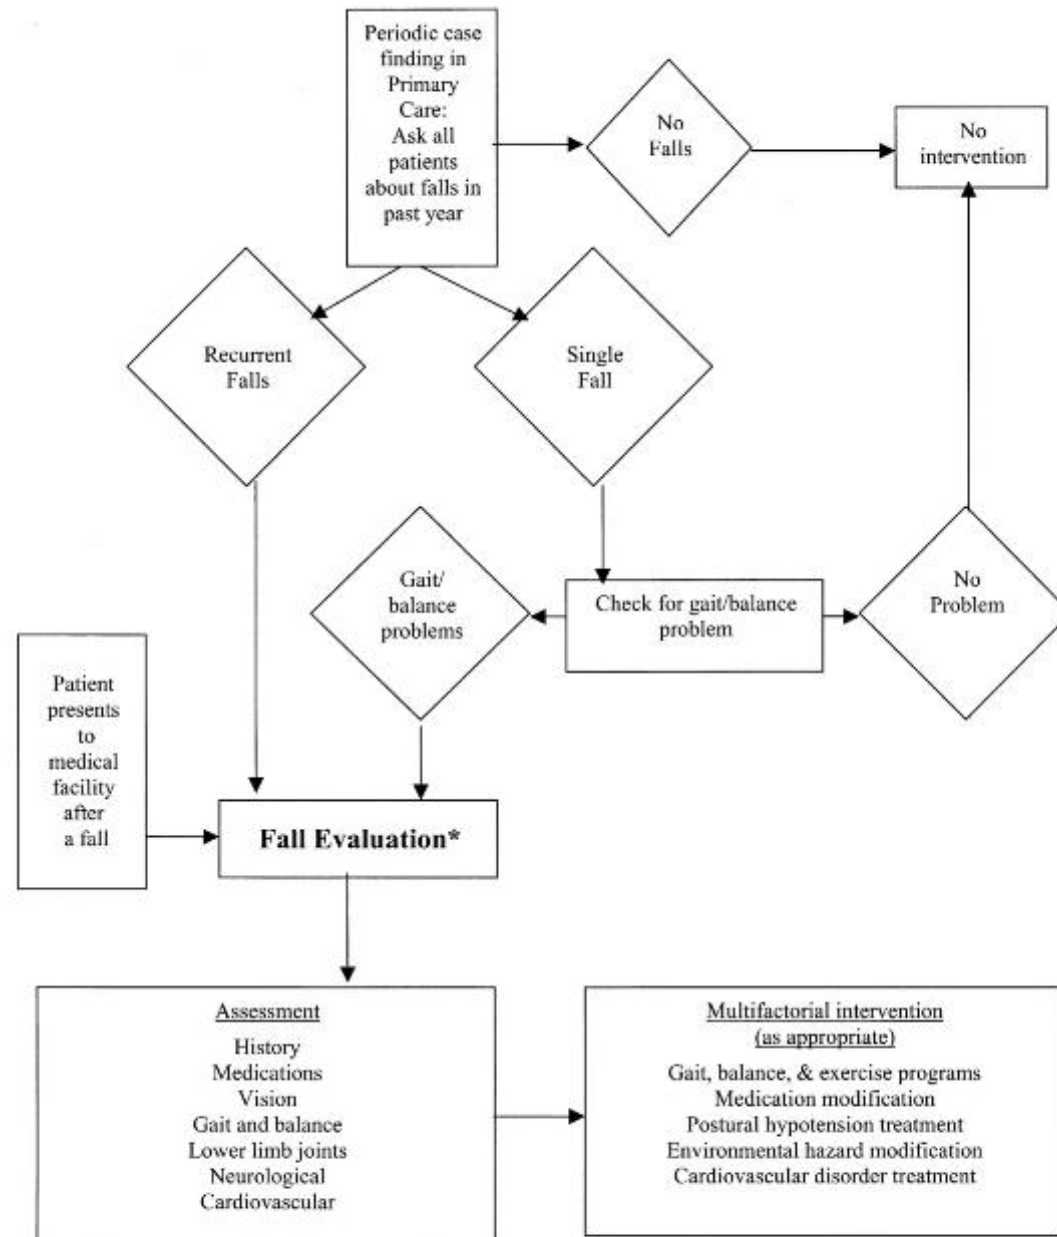 Periodic case
finding in
Primary
Care:
Ask all
patients
about falls in
past year
No
Falls
No
intervention
Recurrent
Falls
Single
Fall
Gait/
balance
problems
Check for gait/balance
problem
No
Problem
Patient
presents
to
medical
facility
after
a fall
Fall Evaluation*
Assessment
History
Medications
Vision
Gait and balance
Lower limb joints
Neurological
Cardiovascular
Multifactorial intervention
(as appropriate)
Gait, balance, & exercise programs
Medication modification
Postural hypotension treatment
Environmental hazard modification
Cardiovascular disorder treatment